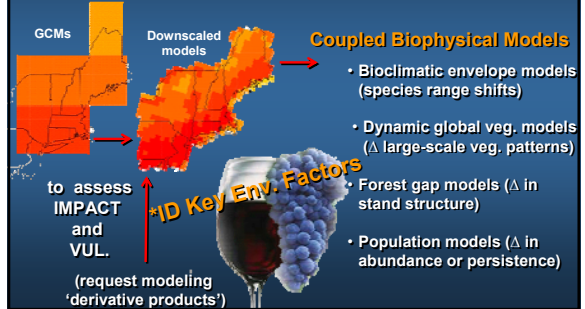 GCMs
Downscaled
models
Coupled Biophysical Models
• Bioclimatic envelope models
(species range shifts)
• Dynamic global veg. models
(Δ large-scale veg. patterns)
• Forest gap models (Δ in
stand structure)
• Population models (Δ in
abundance or persistence)
*ID Key Env. Factors
to assess
IMPACT
and
VUL.
(request modeling
‘derivative products’)